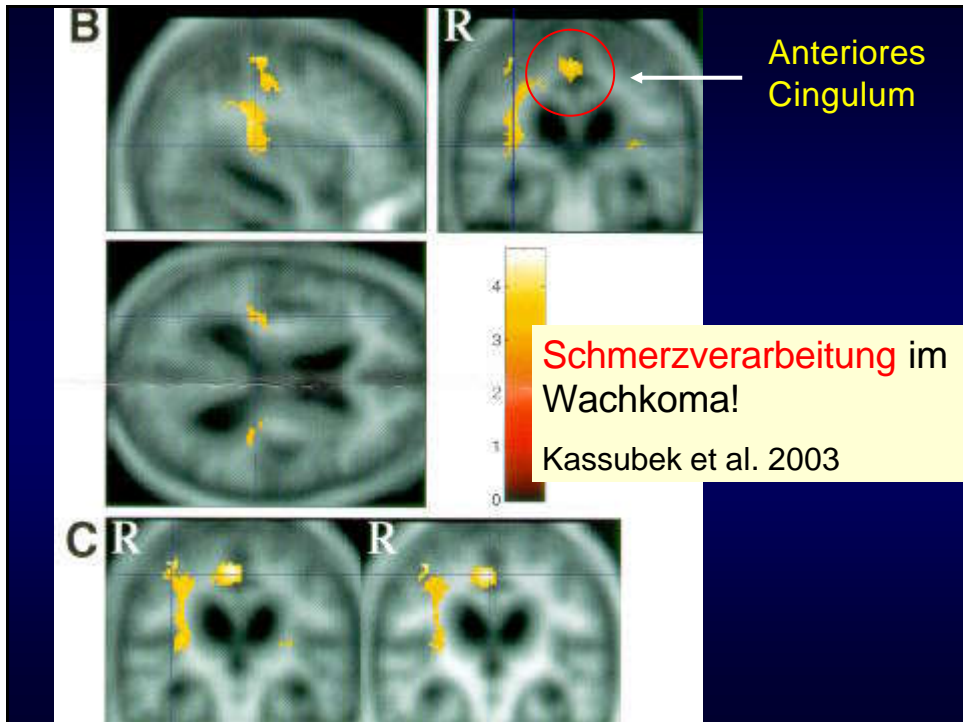 B
R
Anteriores
Cingulum
4
3
2
1
0
Schmerzverarbeitung im
Wachkoma!
Kassubek et al. 2003
C R
R